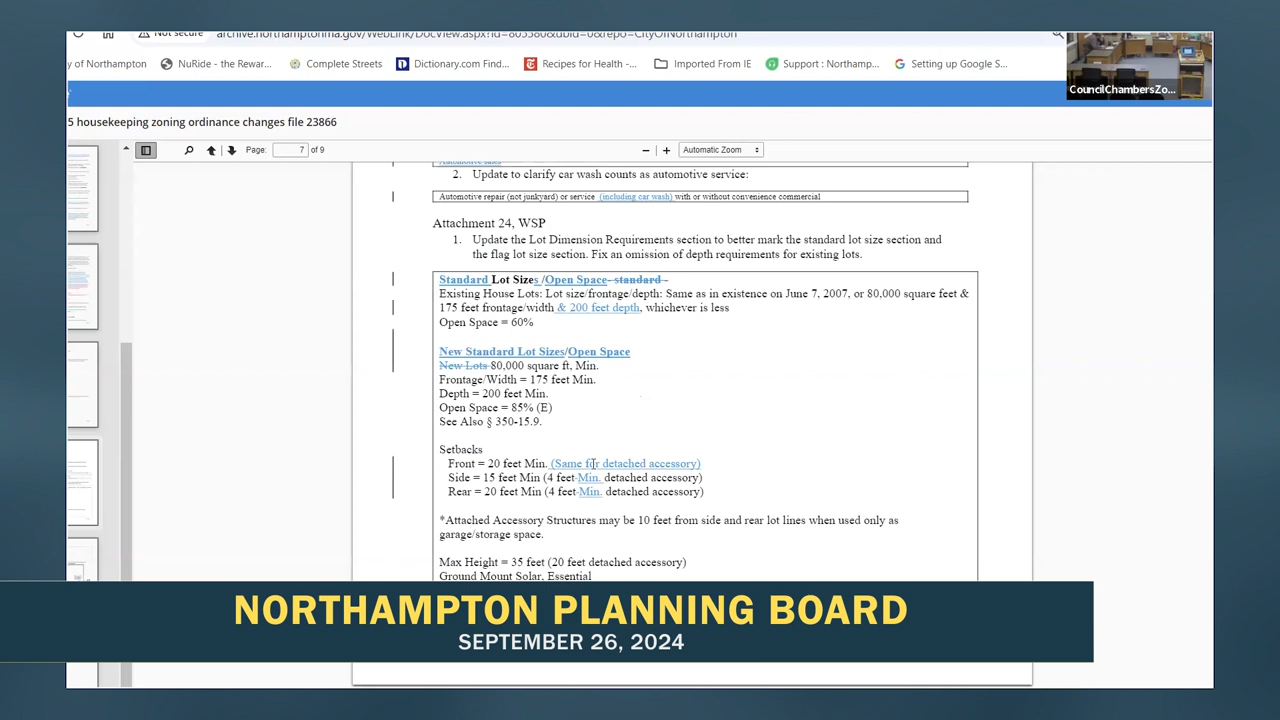 Not secure archive.northamptonma.gov/WebLink/DocView.aspx?id=805580&dbid=0&repo=CityOfNorthampton
y of Northampton NuRide - the Rewar... Complete Streets Dictionary.com Find... Recipes for Health -... Imported From IE Support : Northamp... Setting up Google S...
CouncilChambersZo...
5 housekeeping zoning ordinance changes file 23866
Page: 7 of 9 Automatic Zoom
Automotive sales
2. Update to clarify car wash counts as automotive service:
Automotive repair (not junkyard) or service (including car wash) with or without convenience commercial
Attachment 24, WSP
1. Update the Lot Dimension Requirements section to better mark the standard lot size section and
the flag lot size section. Fix an omission of depth requirements for existing lots.
Standard Lot Sizes /Open Space- standard -
Existing House Lots: Lot size/frontage/depth: Same as in existence on June 7, 2007, or 80,000 square feet &
175 feet frontage/width & 200 feet depth, whichever is less
Open Space = 60%
New Standard Lot Sizes/Open Space
New Lots 80,000 square ft, Min.
Frontage/Width = 175 feet Min.
Depth = 200 feet Min.
Open Space = 85% (E)
See Also § 350-15.9.
Setbacks
Front = 20 feet Min. (Same for detached accessory)
Side = 15 feet Min (4 feet Min. detached accessory)
Rear = 20 feet Min (4 feet Min. detached accessory)
*Attached Accessory Structures may be 10 feet from side and rear lot lines when used only as
garage/storage space.
Max Height = 35 feet (20 feet detached accessory)
Ground Mount Solar, Essential
NORTHAMPTON PLANNING BOARD
SEPTEMBER 26, 2024